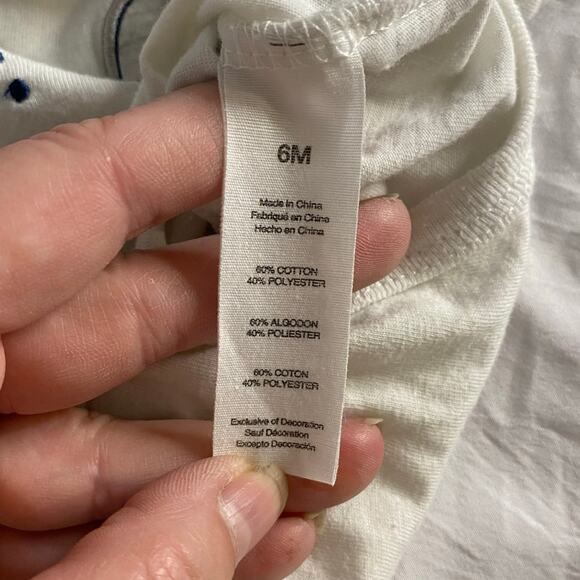 6M
Made in China
Fabriqué en Chine
Hecho en China
60% COTTON
40% POLYESTER
60% ALGODON
40% POLIESTER
60% COTON
40% POLYESTER
Exclusive of Decoration
Sauf Décoration
Excepto Decoración